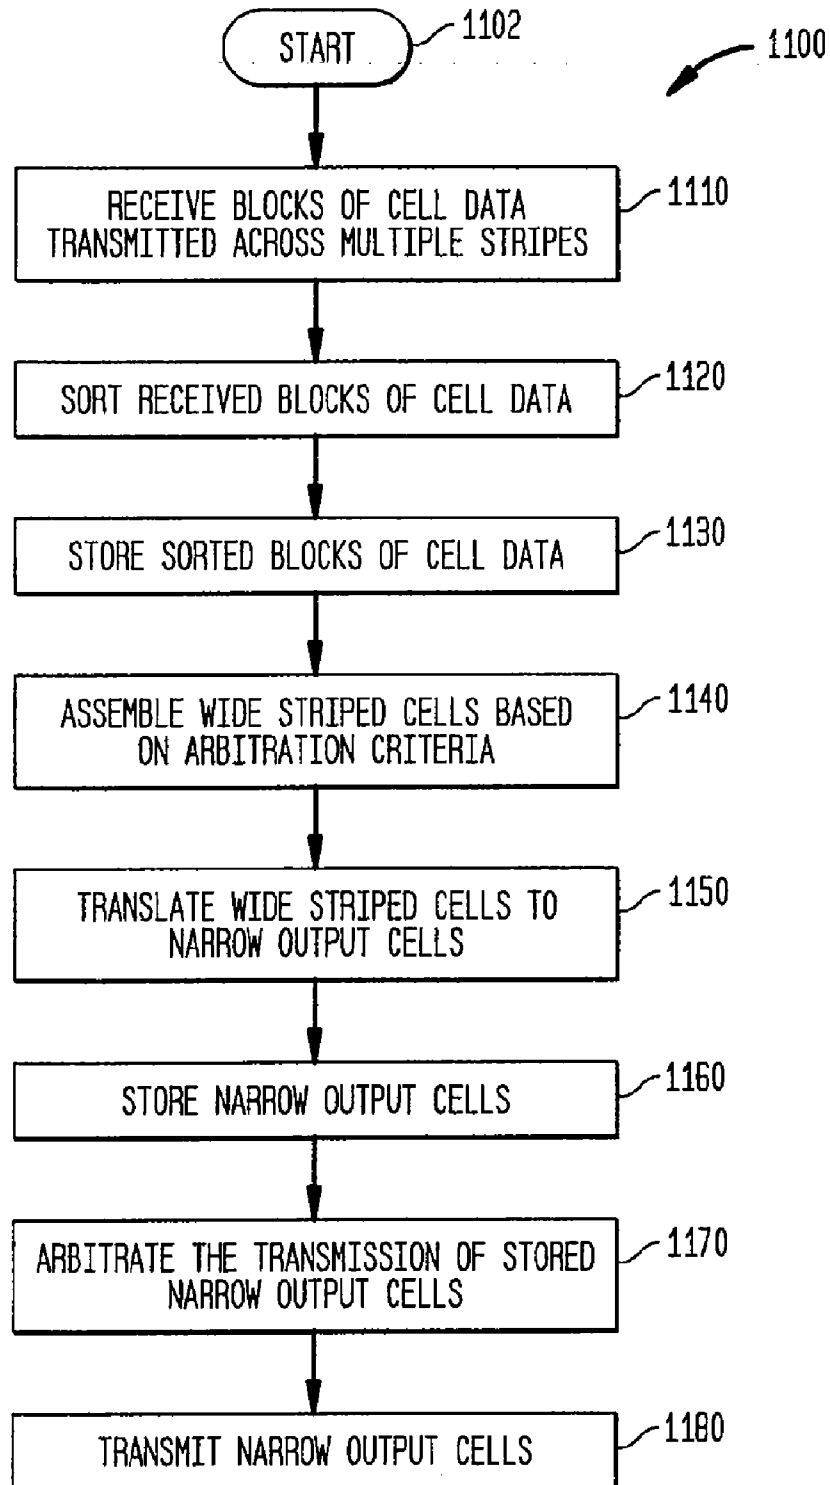 START
1102
1100
RECEIVE BLOCKS OF CELL DATA
TRANSMITTED ACROSS MULTIPLE STRIPES
1110
SORT RECEIVED BLOCKS OF CELL DATA
1120
STORE SORTED BLOCKS OF CELL DATA
1130
ASSEMBLE WIDE STRIPED CELLS BASED
ON ARBITRATION CRITERIA
1140
TRANSLATE WIDE STRIPED CELLS TO
NARROW OUTPUT CELLS
1150
STORE NARROW OUTPUT CELLS
1160
ARBITRATE THE TRANSMISSION OF STORED
NARROW OUTPUT CELLS
1170
TRANSMIT NARROW OUTPUT CELLS
1180